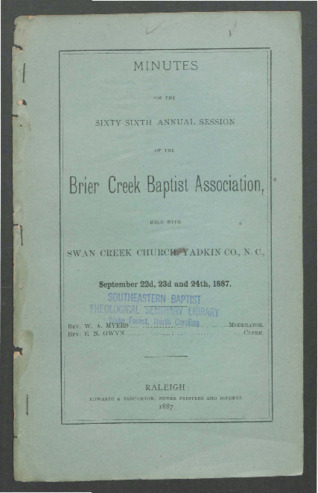 MINUTES
OF THE
SIXTY SIXTH ANNUAL SESSION
OF THE
Brier Creek Baptist Association,
HELD WITH
SWAN CREEK CHURCH, YADKIN CO., N. C.,
September 22d, 23d and 24th, 1887.
SOUTHEASTERN BAPTIST
THEOLOGICAL SEMINARY LIBRARY
Wake Forest, North Carolina
REV. W. A. MYERS MODERATOR.
REV. F. N. GWYN CLERK.
RALEIGH:
EDWARDS & BROUGHTON, POWER PRINTERS AND BINDERS.
1887.